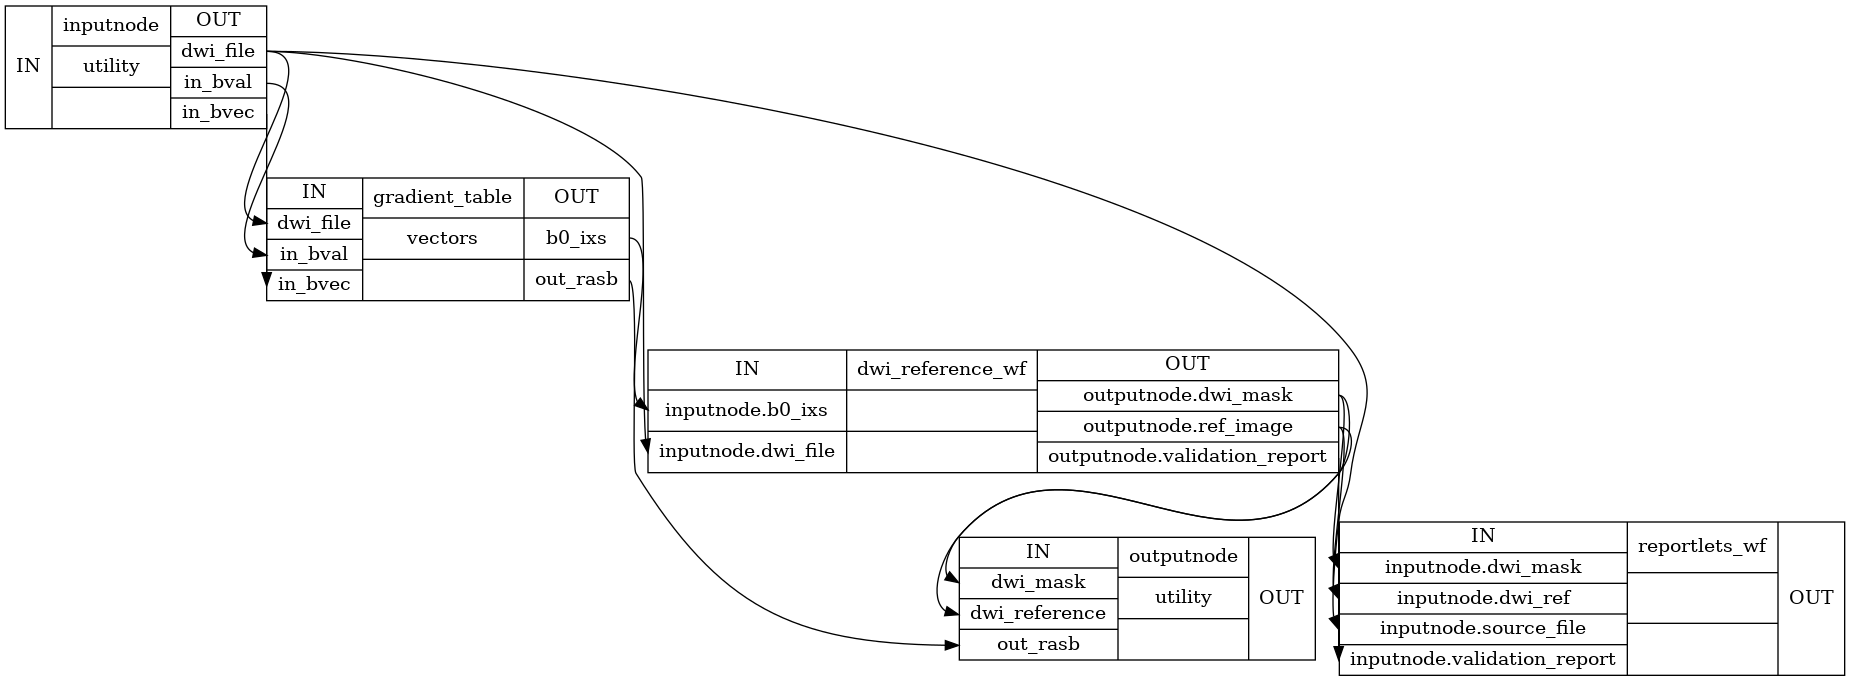 IN
inputnode
utility
OUT
dwi_file
in_bval
in_bvec
IN
dwi_file
in_bval
in_bvec
gradient_table
vectors
OUT
b0_ixs
out_rasb
IN
inputnode.b0_ixs
inputnode.dwi_file
dwi_reference_wf
OUT
outputnode.dwi_mask
outputnode.ref_image
outputnode.validation_report
IN
dwi_mask
dwi_reference
out_rasb
outputnode
utility
OUT
IN
inputnode.dwi_mask
inputnode.dwi_ref
inputnode.source_file
inputnode.validation_report
reportlets_wf
OUT